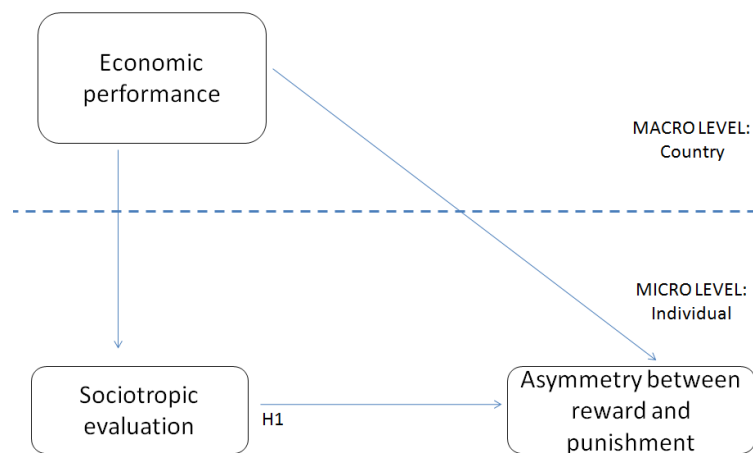 Economic
performance
MACRO LEVEL:
Country
MICRO LEVEL:
Individual
Sociotropic
evaluation
H1
Asymmetry between
reward and
punishment